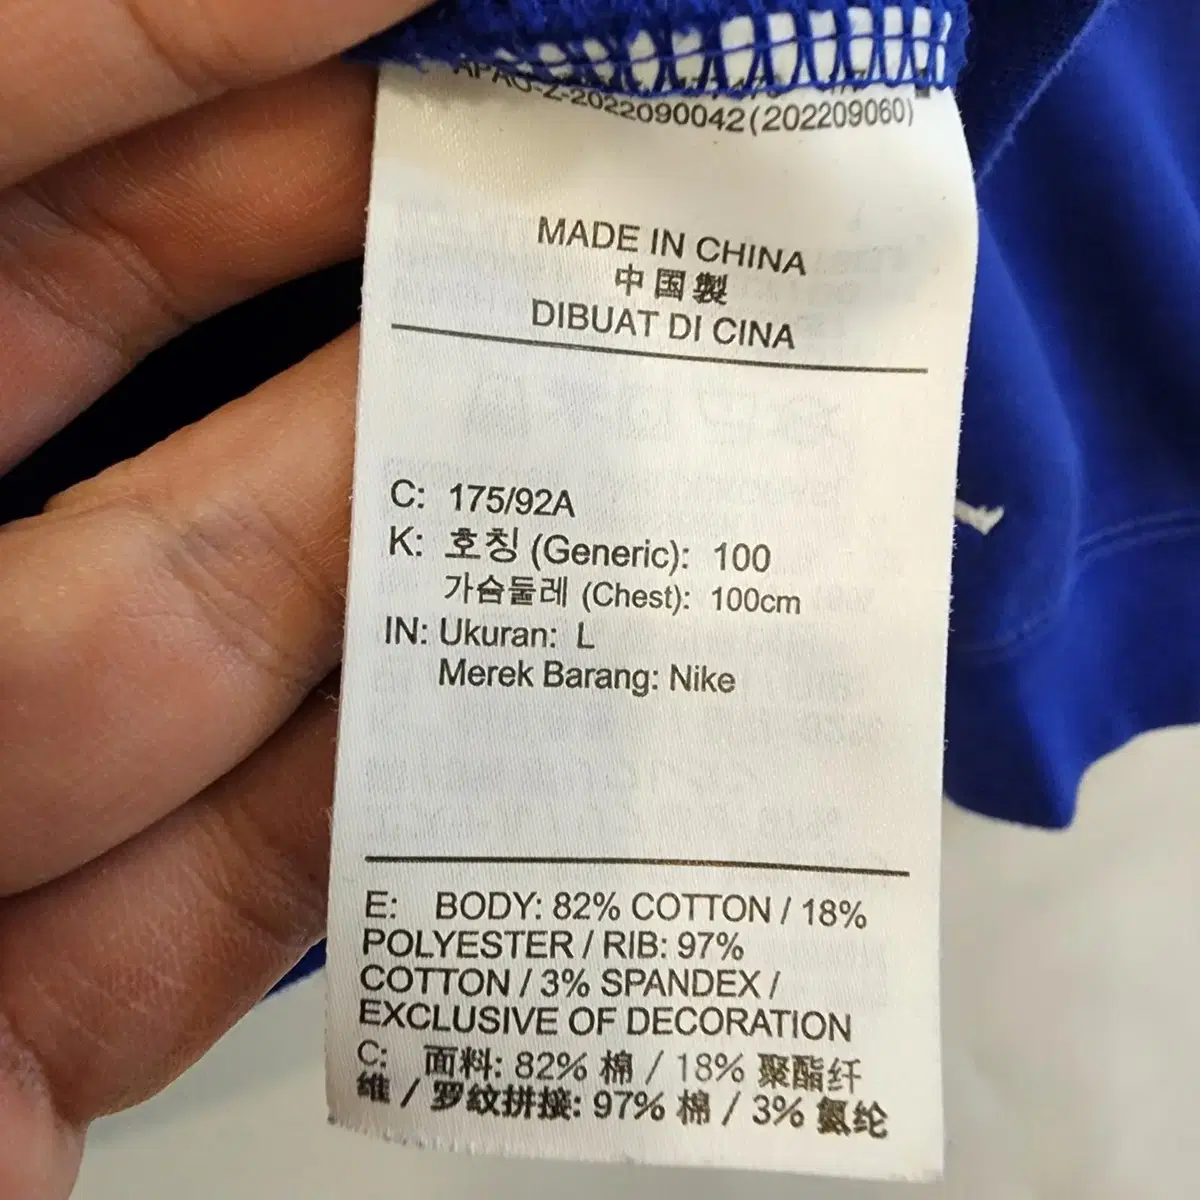 APAC-Z-2022090042(202209060)
MADE IN CHINA
中国製
DIBUAT DI CINA
C: 175/92A
K: 호칭 (Generic): 100
가슴둘레 (Chest): 100cm
IN: Ukuran: L
Merek Barang: Nike
E: BODY: 82% COTTON / 18%
POLYESTER / RIB: 97%
COTTON / 3% SPANDEX /
EXCLUSIVE OF DECORATION
C: 面料: 82% 棉 / 18% 聚酯纤
维 / 罗纹拼接: 97% 棉 / 3% 氨纶